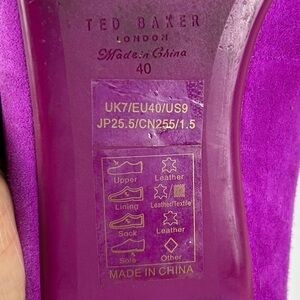 TED BAKER
LONDON
Made in China
40
UK7/EU40/US9
JP25.5/CN255/1.5
Upper Leather
Lining Leather/Textile
Sock Leather
Sole Other
MADE IN CHINA